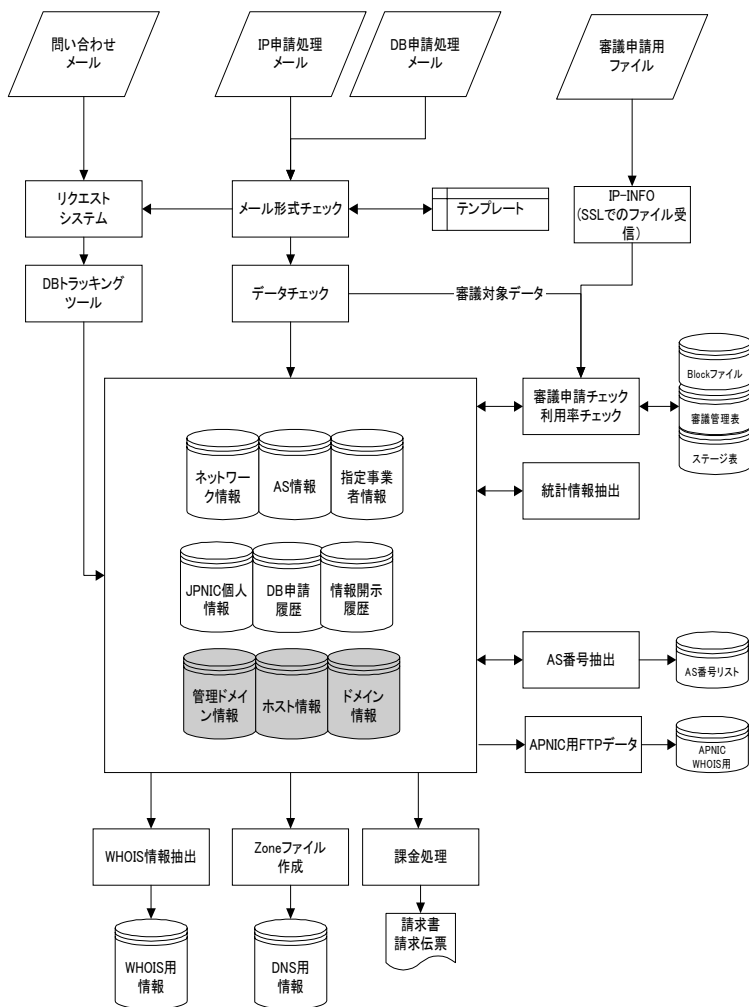 問い合わせ
メール
IP申請処理
メール
DB申請処理
メール
審議申請用
ファイル
リクエスト
システム
メール形式チェック
テンプレート
IP-INFO
(SSLでのファイル受
信)
DBトラッキング
ツール
データチェック
審議対象データ
審議申請チェック
利用率チェック
Blockファイル
審議管理表
ステージ表
ネットワー
ク情報
AS情報
指定事業
者情報
統計情報抽出
JPNIC個人
情報
DB申請
履歴
情報開示
履歴
管理ドメイ
ン情報
ホスト情報
ドメイン
情報
AS番号抽出
AS番号リスト
APNIC用FTPデータ
APNIC
WHOIS用
WHOIS情報抽出
Zoneファイル
作成
課金処理
WHOIS用
情報
DNS用
情報
請求書
請求伝票